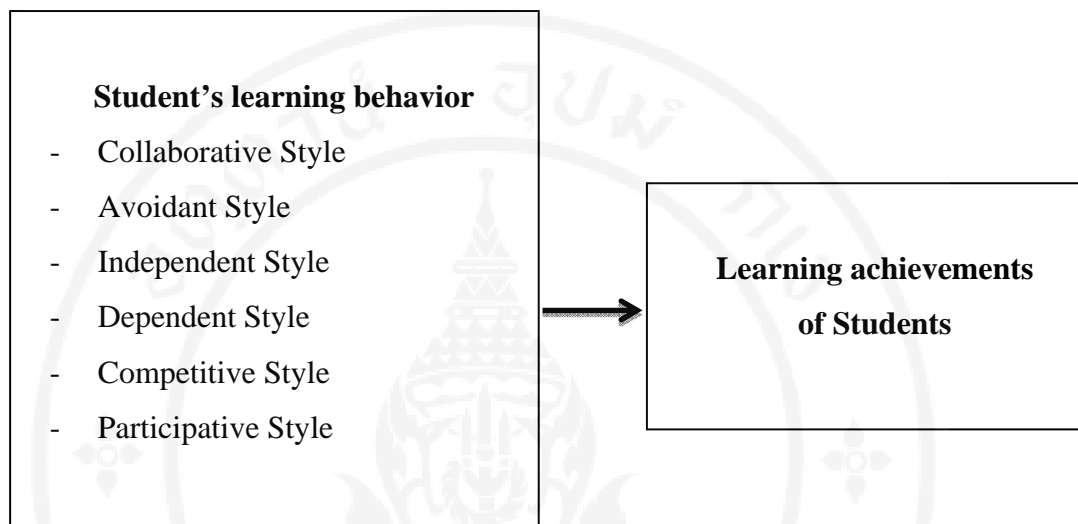 Student’s learning behavior
- Collaborative Style
- Avoidant Style
- Independent Style
- Dependent Style
- Competitive Style
- Participative Style
Learning achievements
of Students